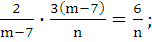 2/(m−7) · 3(m−7)/n = 6/n ;